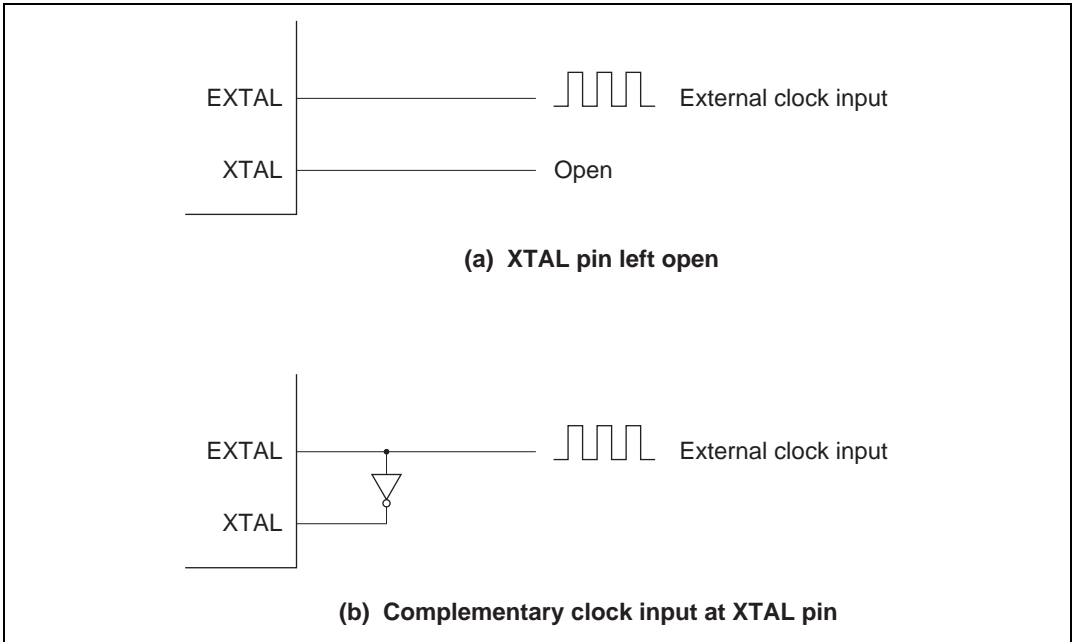 EXTAL External clock input
XTAL Open
(a) XTAL pin left open
EXTAL External clock input
XTAL
(b) Complementary clock input at XTAL pin